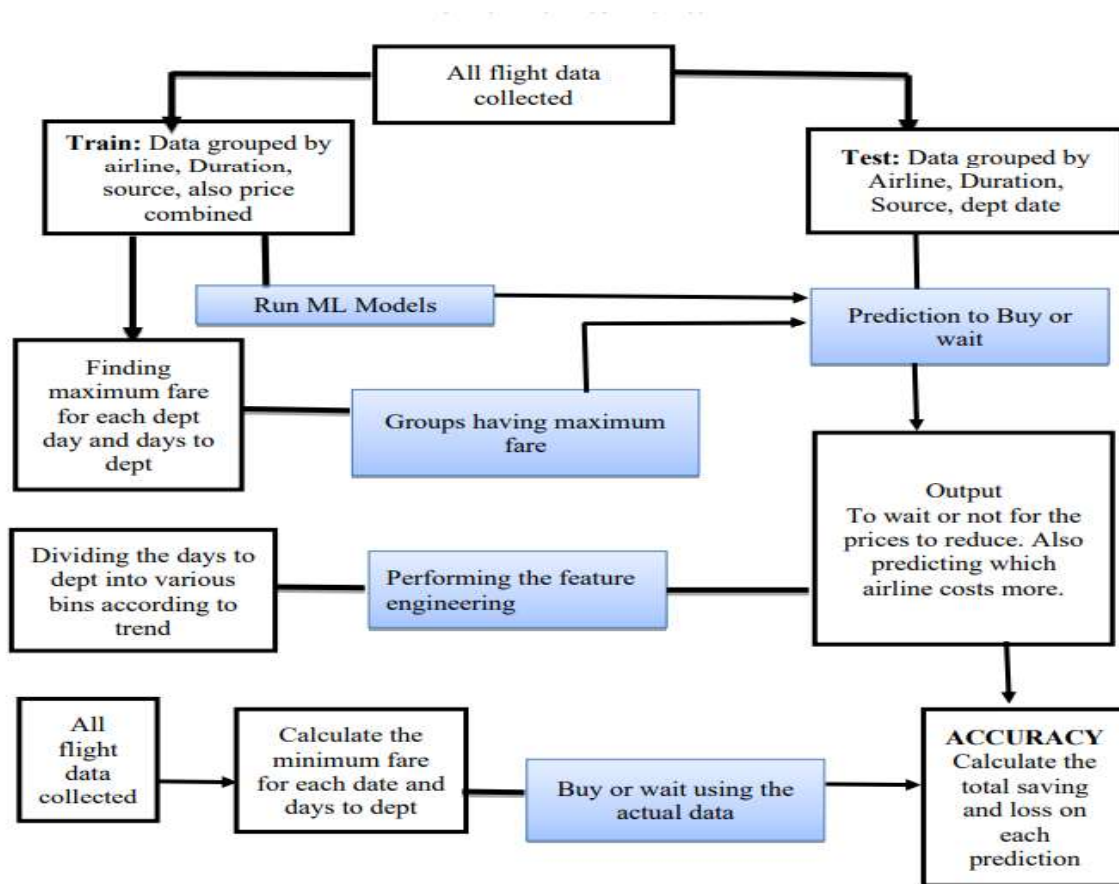 All flight data
collected
Train: Data grouped by
airline, Duration,
source, also price
combined
Test: Data grouped by
Airline, Duration,
Source, dept date
Run ML Models
Prediction to Buy or
wait
Finding
maximum fare
for each dept
day and days to
dept
Groups having maximum
fare
Output
To wait or not for the
prices to reduce. Also
predicting which
airline costs more.
Dividing the days to
dept into various
bins according to
trend
Performing the feature
engineering
All
flight
data
collected
Calculate the
minimum fare
for each date and
days to dept
Buy or wait using the
actual data
ACCURACY
Calculate the
total saving
and loss on
each
prediction